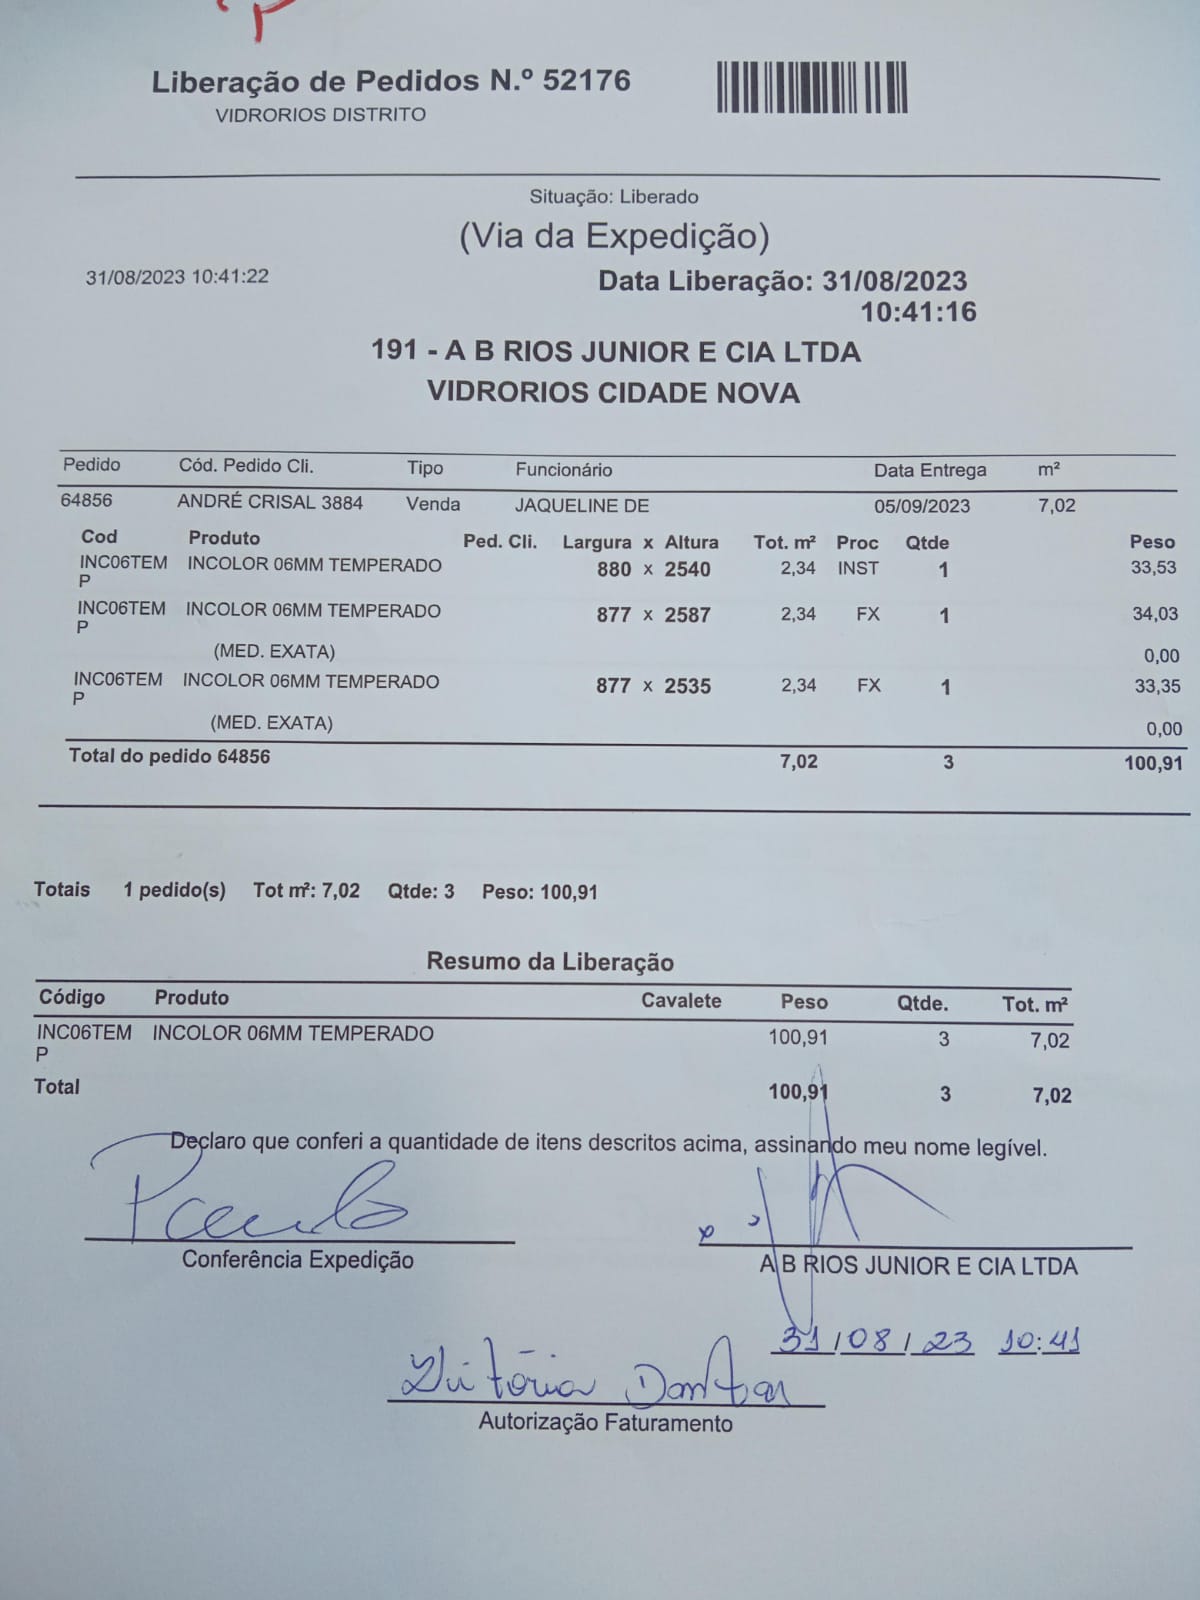 Liberação de Pedidos N.º 52176
VIDRORIOS DISTRITO
Situação: Liberado
(Via da Expedição)
31/08/2023 10:41:22
Data Liberação: 31/08/2023
10:41:16
191 - A B RIOS JUNIOR E CIA LTDA
VIDRORIOS CIDADE NOVA
Pedido Cód. Pedido Cli. Tipo Funcionário Data Entrega m²
64856 ANDRÉ CRISAL 3884 Venda JAQUELINE DE 05/09/2023 7,02
Cod Produto Ped. Cli. Largura x Altura Tot. m² Proc Qtde Peso
INC06TEM INCOLOR 06MM TEMPERADO 880 x 2540 2,34 INST 1 33,53
P
INC06TEM INCOLOR 06MM TEMPERADO 877 x 2587 2,34 FX 1 34,03
P
(MED. EXATA) 0,00
INC06TEM INCOLOR 06MM TEMPERADO 877 x 2535 2,34 FX 1 33,35
P
(MED. EXATA) 0,00
Total do pedido 64856 7,02 3 100,91
Totais 1 pedido(s) Tot m²: 7,02 Qtde: 3 Peso: 100,91
Resumo da Liberação
Código Produto Cavalete Peso Qtde. Tot. m²
INC06TEM INCOLOR 06MM TEMPERADO 100,91 3 7,02
P
Total 100,91 3 7,02
Declaro que conferi a quantidade de itens descritos acima, assinando meu nome legível.
Conferência Expedição
A B RIOS JUNIOR E CIA LTDA
31/08/23 10:41
Vitória
Autorização Faturamento